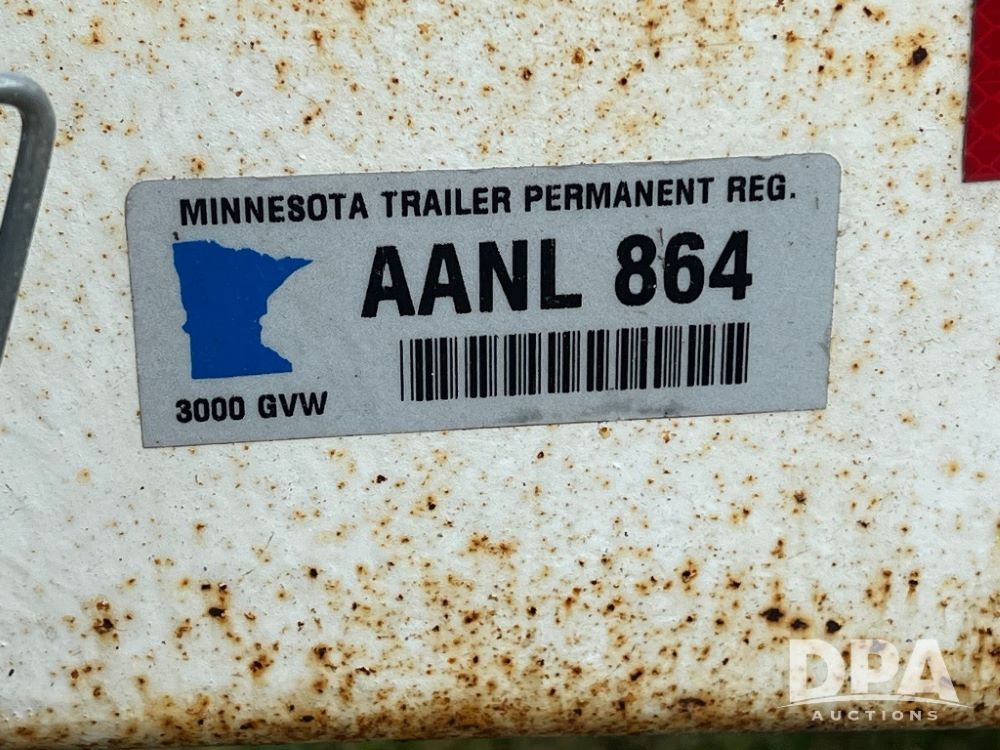 MINNESOTA TRAILER PERMANENT REG.
AANL 864
3000 GVW
DPA
AUCTIONS